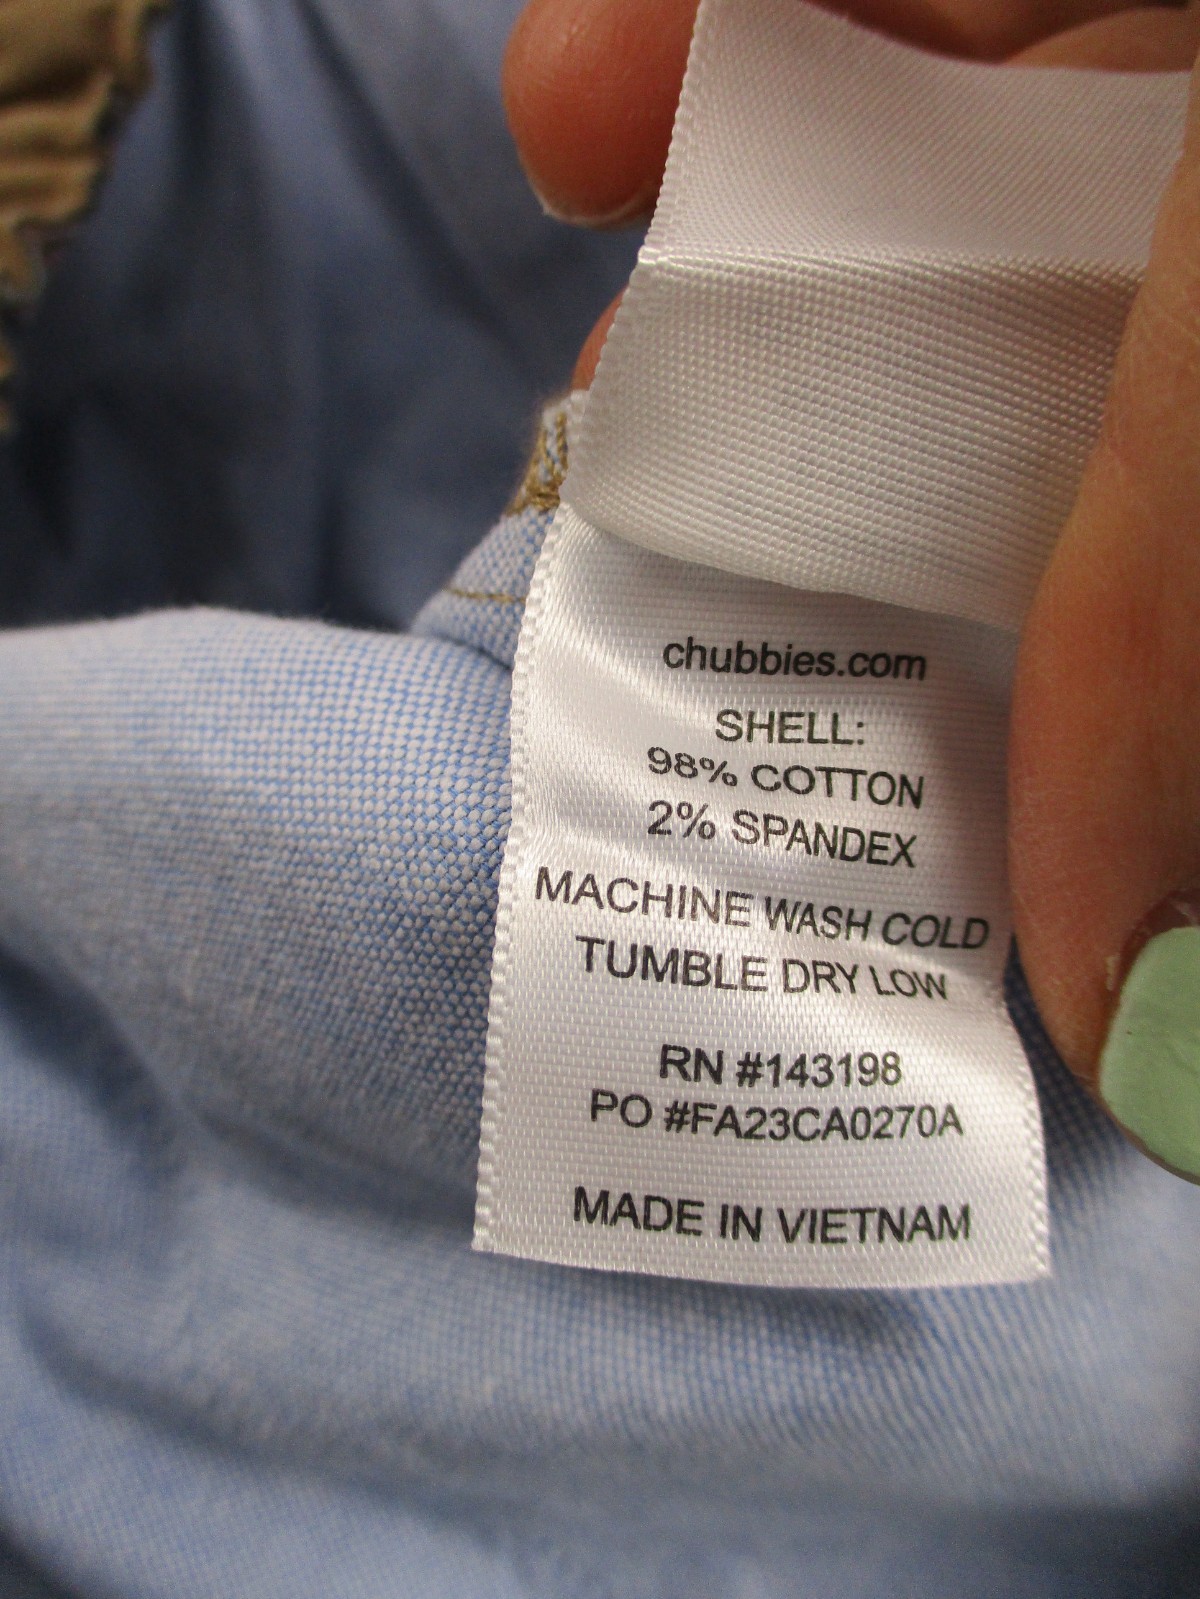 chubbies.com
SHELL:
98% COTTON
2% SPANDEX
MACHINE WASH COLD
TUMBLE DRY LOW
RN #143198
PO #FA23CA0270A
MADE IN VIETNAM